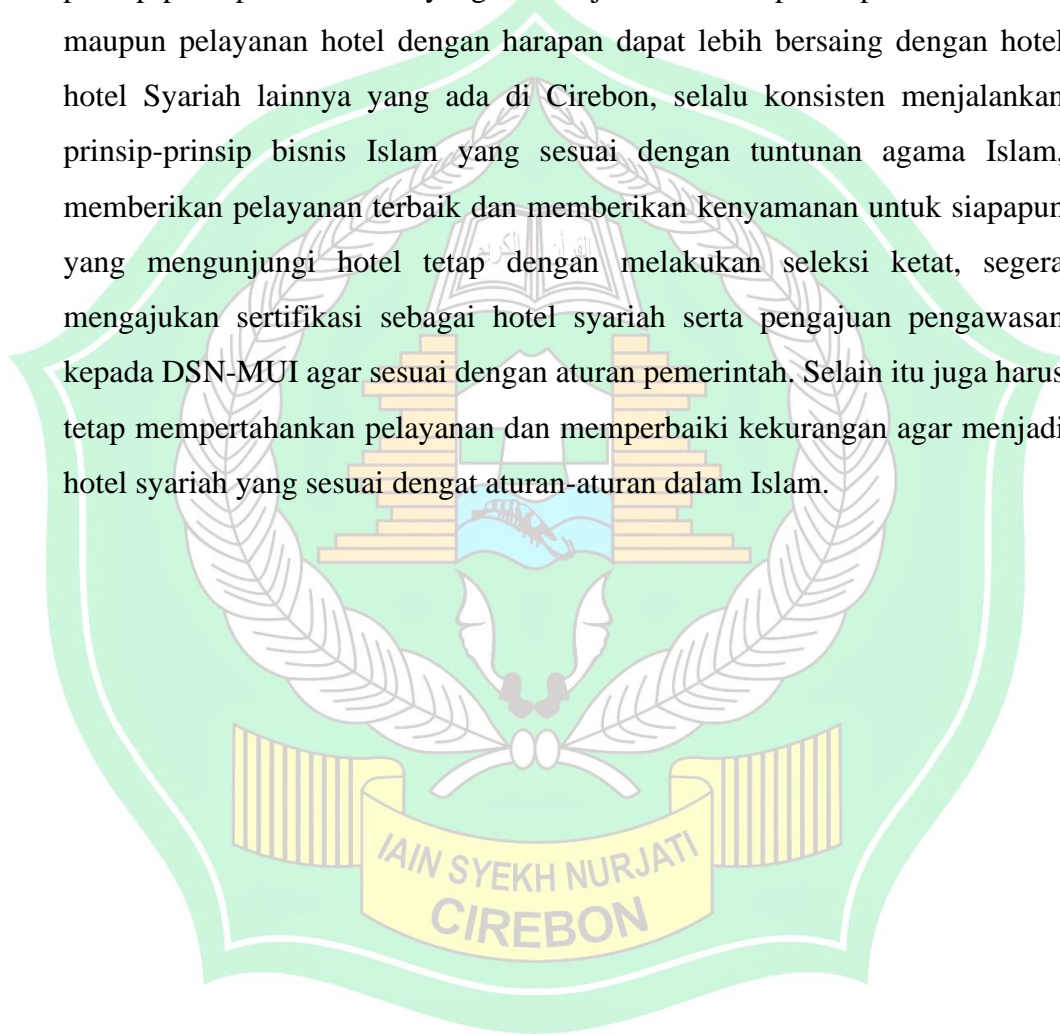 maupun pelayanan hotel dengan harapan dapat lebih bersaing dengan hotel
hotel Syariah lainnya yang ada di Cirebon, selalu konsisten menjalankan
prinsip-prinsip bisnis Islam yang sesuai dengan tuntunan agama Islam,
memberikan pelayanan terbaik dan memberikan kenyamanan untuk siapapun
yang mengunjungi hotel tetap dengan melakukan seleksi ketat, segera
mengajukan sertifikasi sebagai hotel syariah serta pengajuan pengawasan
kepada DSN-MUI agar sesuai dengan aturan pemerintah. Selain itu juga harus
tetap mempertahankan pelayanan dan memperbaiki kekurangan agar menjadi
hotel syariah yang sesuai dengat aturan-aturan dalam Islam.
القرآن الكريم
IAIN SYEKH NURJATI
CIREBON